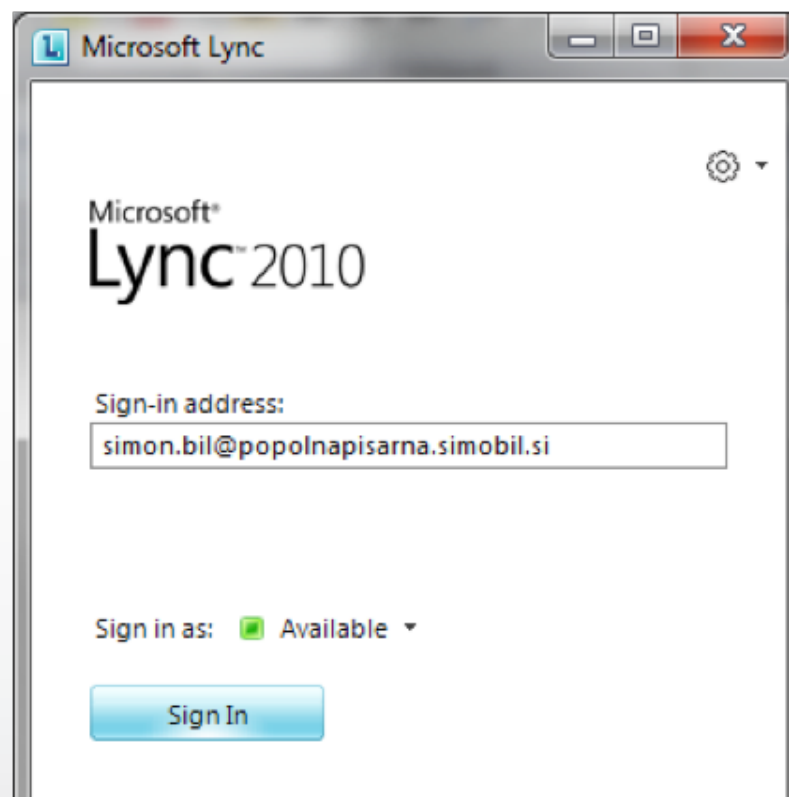 Microsoft Lync
Microsoft®
Lync™ 2010
Sign-in address:
simon.bil@popolnapisarna.simobil.si
Sign in as: Available
Sign In